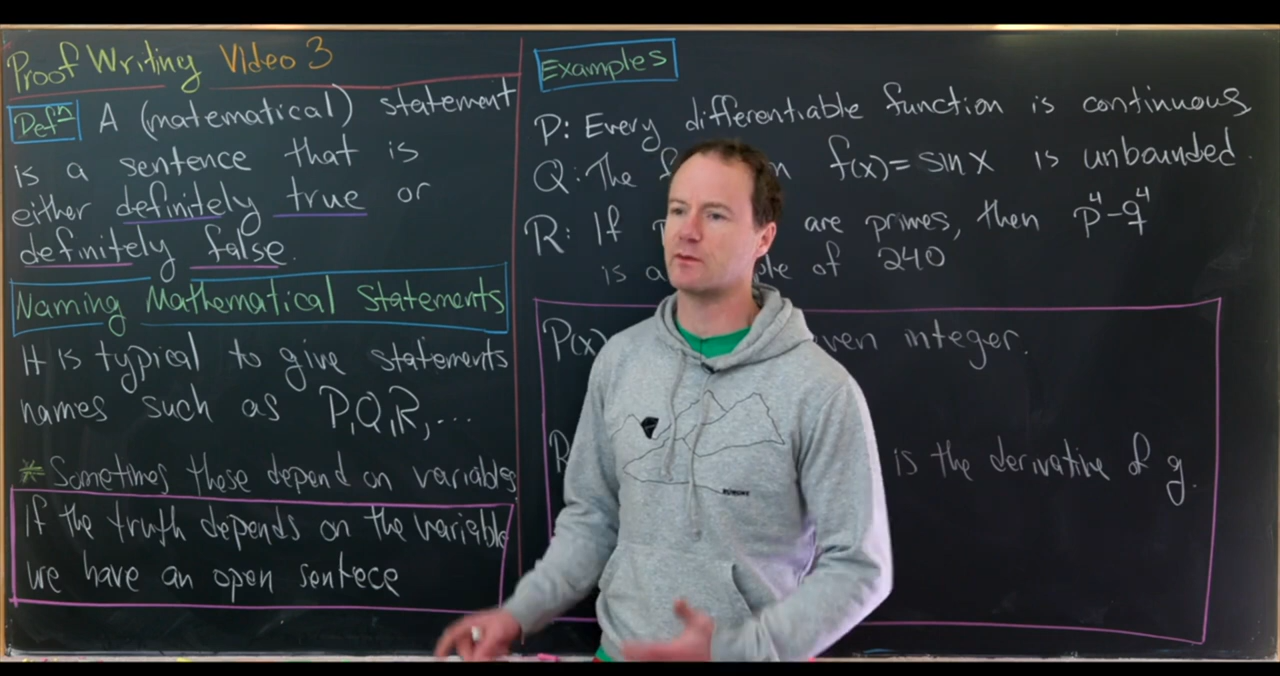 Proof Writing Video 3
Defⁿ A (matematical) statement
is a sentence that is
either definitely true or
definitely false.
Naming Mathematical Statements
It is typical to give statements
names such as P,Q,R,...
* Sometimes these depend on variables
If the truth depends on the variable
we have an open sentece
Examples
P: Every differentiable function is continuous
Q: The f(x)= sin x is unbounded.
R: If are primes, then p⁴-q⁴
is a of 240
P(x) integer.
is the derivative of g.